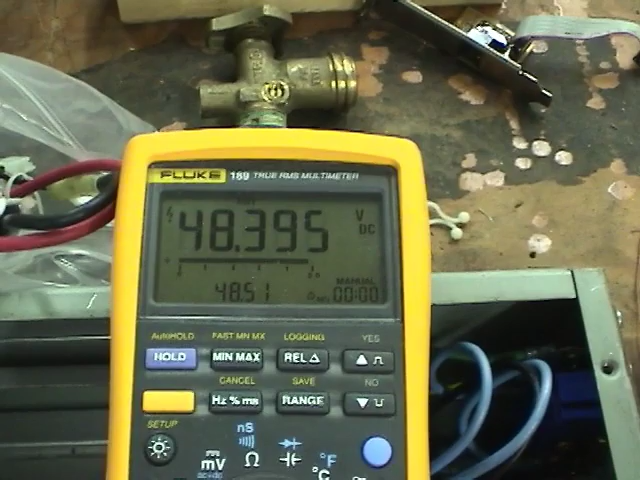 FLUKE 189 TRUE RMS MULTIMETER
48.395 V DC
MANUAL
48.51 00:00
AutoHOLD FAST MN MX LOGGING YES
HOLD MIN MAX REL Δ ▲
CANCEL SAVE NO
Hz % ms RANGE ▼
SETUP
nS
mV Ω °F
°C